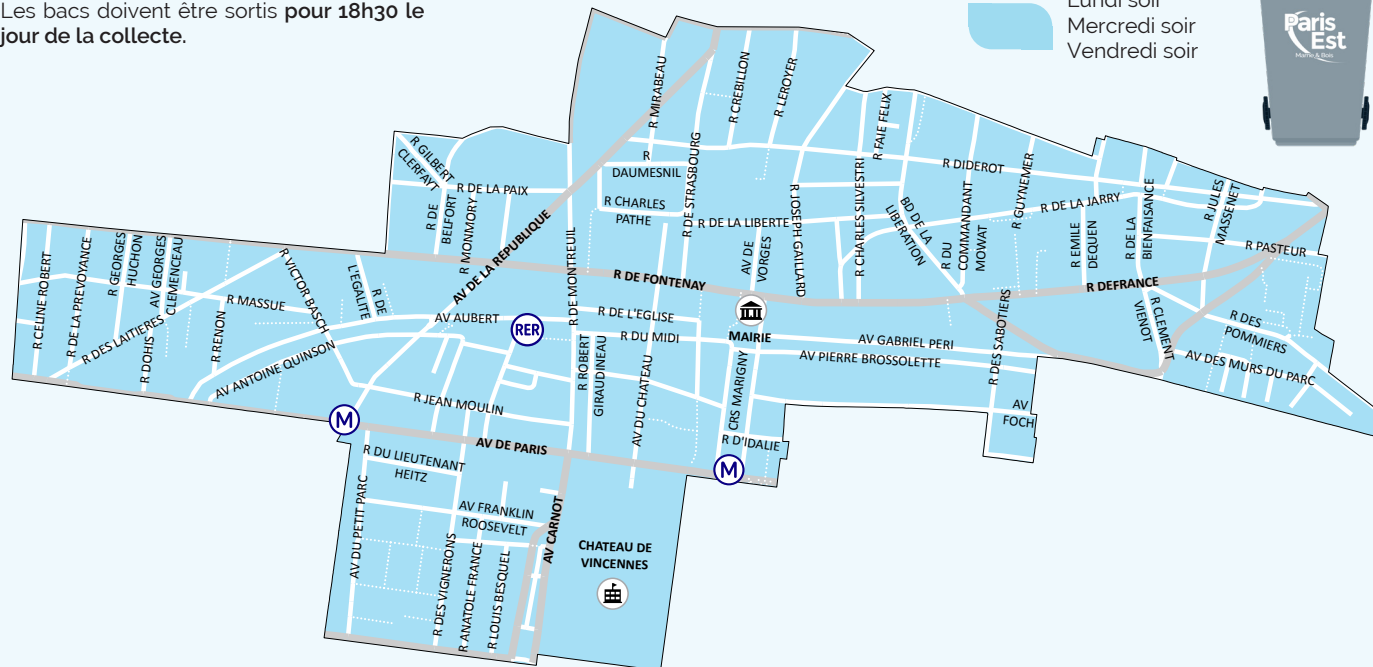 Les bacs doivent être sortis pour 18h30 le
jour de la collecte.
Lundi soir
Mercredi soir
Vendredi soir
Paris
Est
Marne & Bois
R MIRABEAU
R CREBILLON
R LEROYER
R FAIE FELIX
R GILBERT
CLERFAYT
R DE LA PAIX
R DE
BELFORT
R MONMORY
AV DE LA REPUBLIQUE
R
DAUMESNIL
R CHARLES
PATHE
R DE STRASBOURG
R DE LA LIBERTE
R JOSEPH GAILLARD
R CHARLES SILVESTRI
BD DE LA
LIBERATION
R DIDEROT
R DU
COMMANDANT
MOWAT
R GUYNEMER
R DE LA JARRY
R EMILE
DEQUEN
R DE LA
BIENFAISANCE
R JULES
MASSENET
R PASTEUR
R CELINE ROBERT
R DE LA PREVOYANCE
R GEORGES
HUCHON
AV GEORGES
CLEMENCEAU
R DES LAITIERES
R DOHIS
R RENON
R MASSUE
R VICTOR BASCH
R DE
L'EGALITE
AV ANTOINE QUINSON
AV AUBERT
RER
R DE MONTREUIL
R DE FONTENAY
AV DE
VORGES
R DE L'EGLISE
R DU MIDI
MAIRIE
R ROBERT
GIRAUDINEAU
AV DU CHATEAU
CRS MARIGNY
AV GABRIEL PERI
AV PIERRE BROSSOLETTE
R DES SABOTIERS
R DEFRANCE
R CLEMENT
VIENOT
R DES
POMMIERS
AV DES MURS DU PARC
AV
FOCH
R JEAN MOULIN
M
AV DE PARIS
R D'IDALIE
M
R DU LIEUTENANT
HEITZ
AV DU PETIT PARC
AV FRANKLIN
ROOSEVELT
R DES VIGNERONS
R ANATOLE FRANCE
R LOUIS BESQUEL
AV CARNOT
CHATEAU DE
VINCENNES